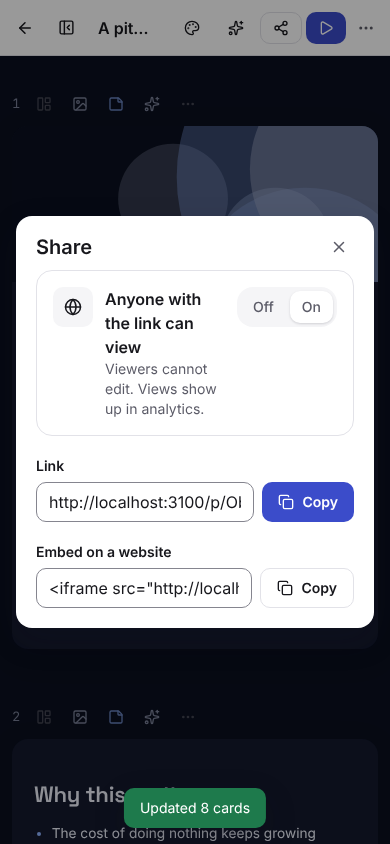 A pit...
1
Share
Anyone with
the link can
view
Viewers cannot
edit. Views show
up in analytics.
Off
On
Link
http://localhost:3100/p/O
Copy
Embed on a website
<iframe src="http://local
Copy
2
Why this
Updated 8 cards
The cost of doing nothing keeps growing